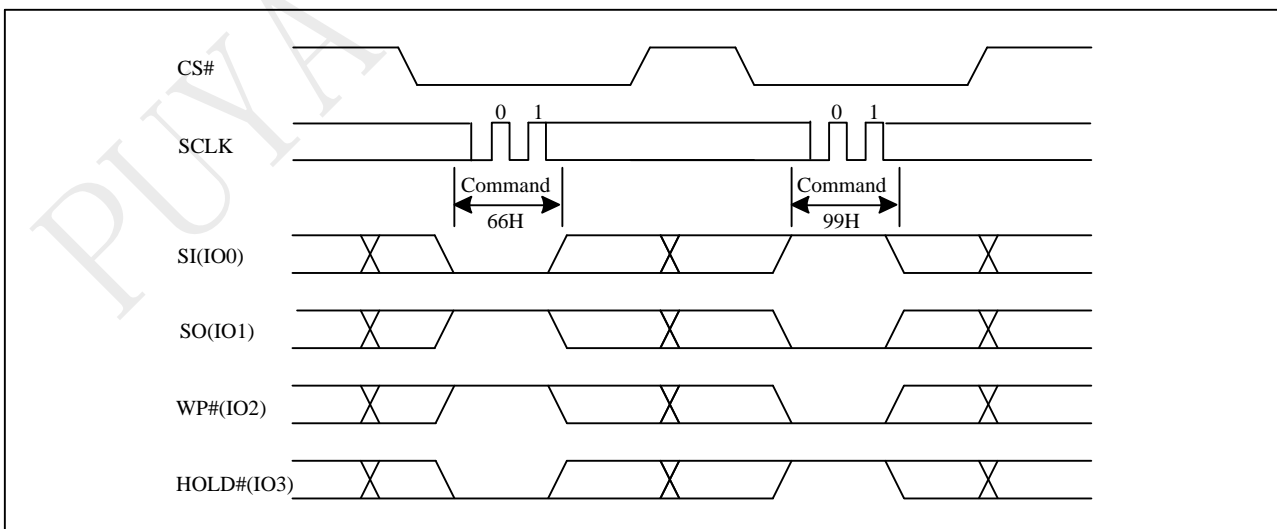 PUYA
CS#
0 1 0 1
SCLK
Command Command
66H 99H
SI(IO0)
SO(IO1)
WP#(IO2)
HOLD#(IO3)